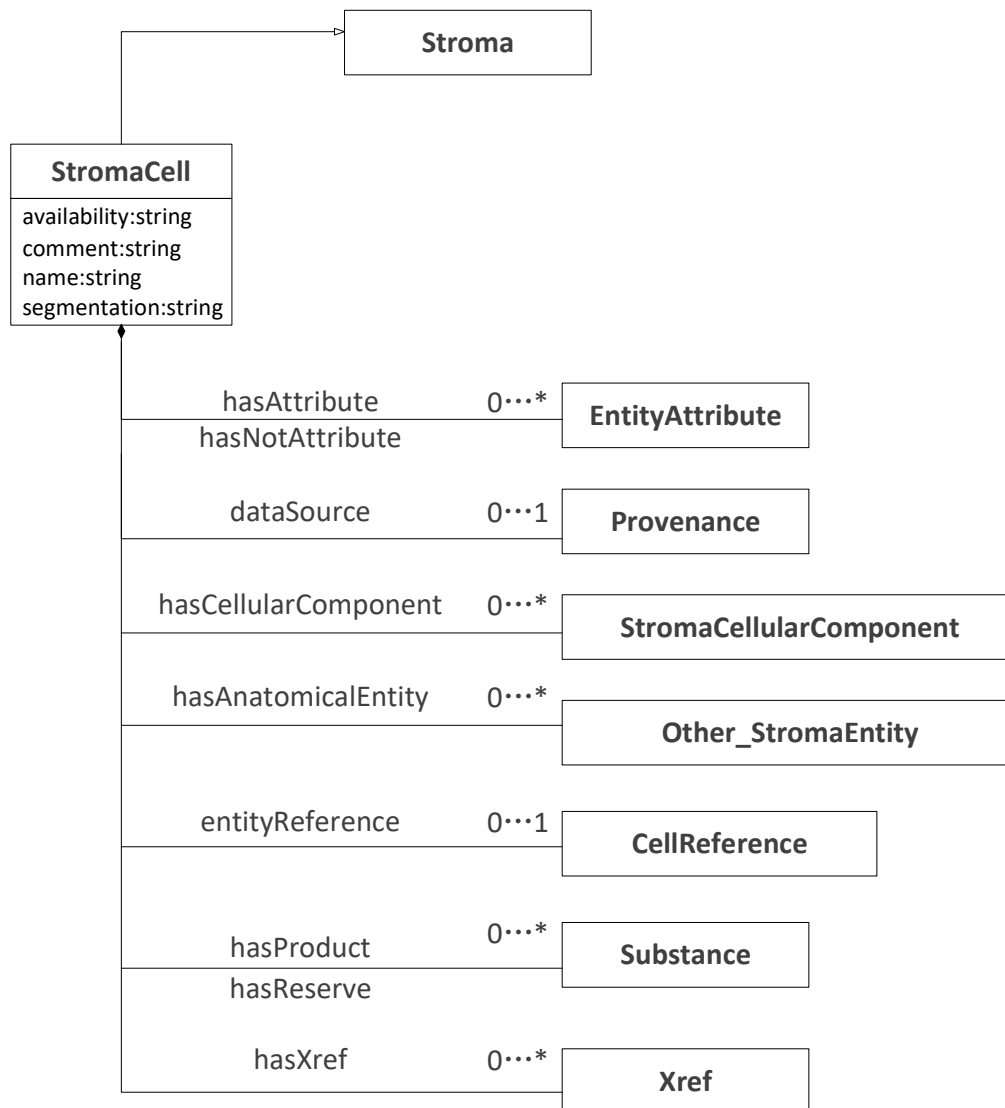 Stroma
StromaCell
availability:string
comment:string
name:string
segmentation:string
hasAttribute 0···* EntityAttribute
hasNotAttribute
dataSource 0···1 Provenance
hasCellularComponent 0···* StromaCellularComponent
hasAnatomicalEntity 0···* Other_StromaEntity
entityReference 0···1 CellReference
hasProduct 0···* Substance
hasReserve
hasXref 0···* Xref